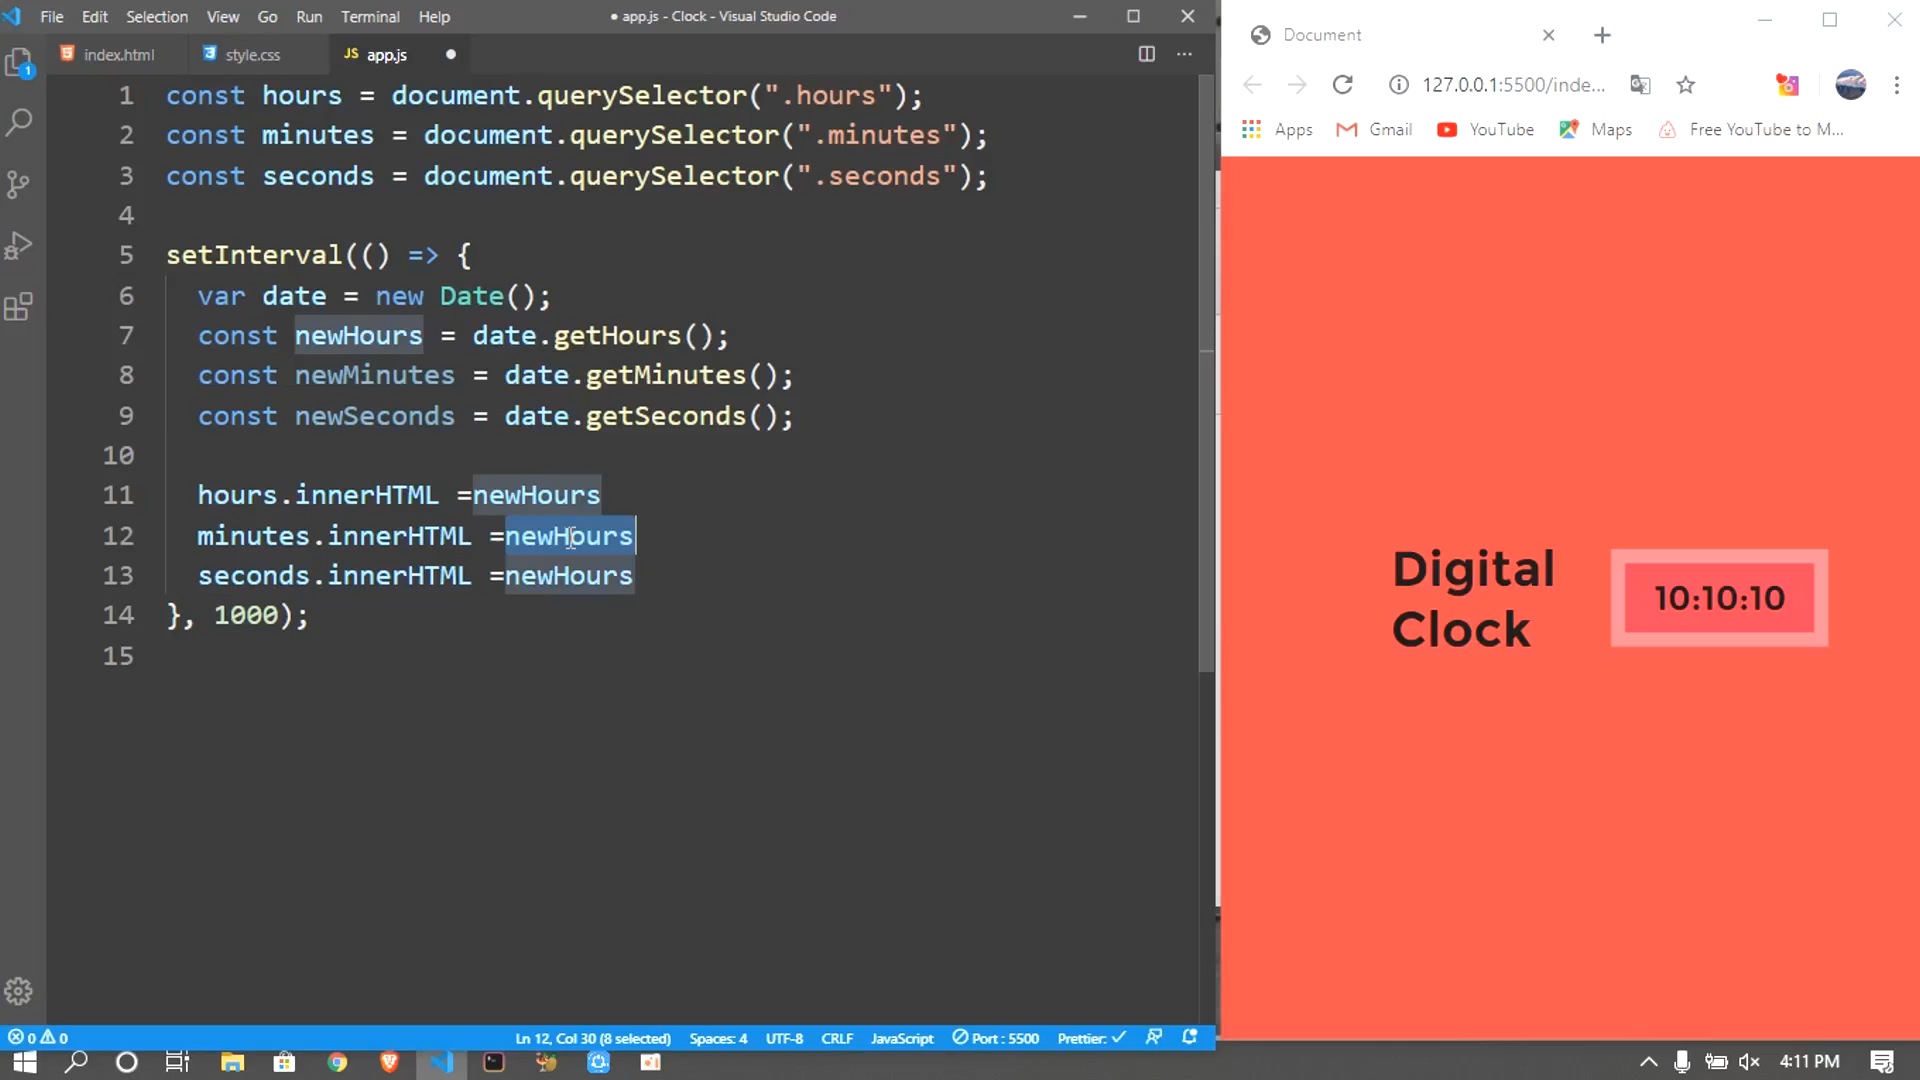 File Edit Selection View Go Run Terminal Help
● app.js - Clock - Visual Studio Code
index.html
style.css
JS app.js ●
1 const hours = document.querySelector(".hours");
2 const minutes = document.querySelector(".minutes");
3 const seconds = document.querySelector(".seconds");
4
5 setInterval(() => {
6 var date = new Date();
7 const newHours = date.getHours();
8 const newMinutes = date.getMinutes();
9 const newSeconds = date.getSeconds();
10
11 hours.innerHTML =newHours
12 minutes.innerHTML =newHours
13 seconds.innerHTML =newHours
14 }, 1000);
15
1
0 0
Ln 12, Col 30 (8 selected) Spaces: 4 UTF-8 CRLF JavaScript Port : 5500 Prettier: ✓
Document
127.0.0.1:5500/inde...
Apps Gmail YouTube Maps Free YouTube to M...
Digital
Clock
10:10:10
4:11 PM